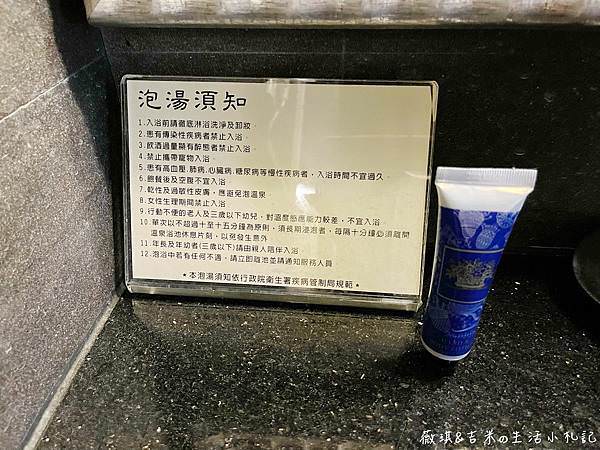 泡湯須知
1.入浴前請徹底淋浴洗淨及卸妝。
2.患有傳染性疾病者禁止入浴。
3.飲酒過量顯有醉態者禁止入浴。
4.禁止攜帶寵物入浴。
5.患有高血壓,肺病,心臟病,糖尿病等慢性疾病者,入浴時間不宜過久。
6.飽餐後及空腹不宜入浴。
7.乾性及過敏性皮膚,應避免泡溫泉。
8.女性生理期間禁止入浴。
9.行動不便的老人及三歲以下幼兒,對溫度感應能力較差,不宜入浴。
10.單次以不超過十至十五分鐘為原則,須長期浸泡者,每隔十分鐘必須離開
溫泉浴池休息片刻,以免發生意外
11.年長及年幼者(三歲以下)請由親人陪伴入浴。
12.泡浴中若有任何不適,請立即離池並請通知服務人員
★本泡湯須知依行政院衛生署疾病管制局規範★
薇琪&吉米の生活小札記